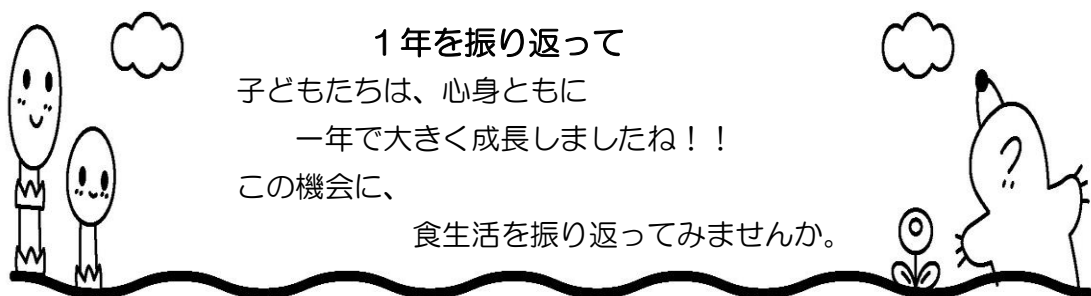 １年を振り返って
子どもたちは、心身ともに
一年で大きく成長しましたね！！
この機会に、
食生活を振り返ってみませんか。